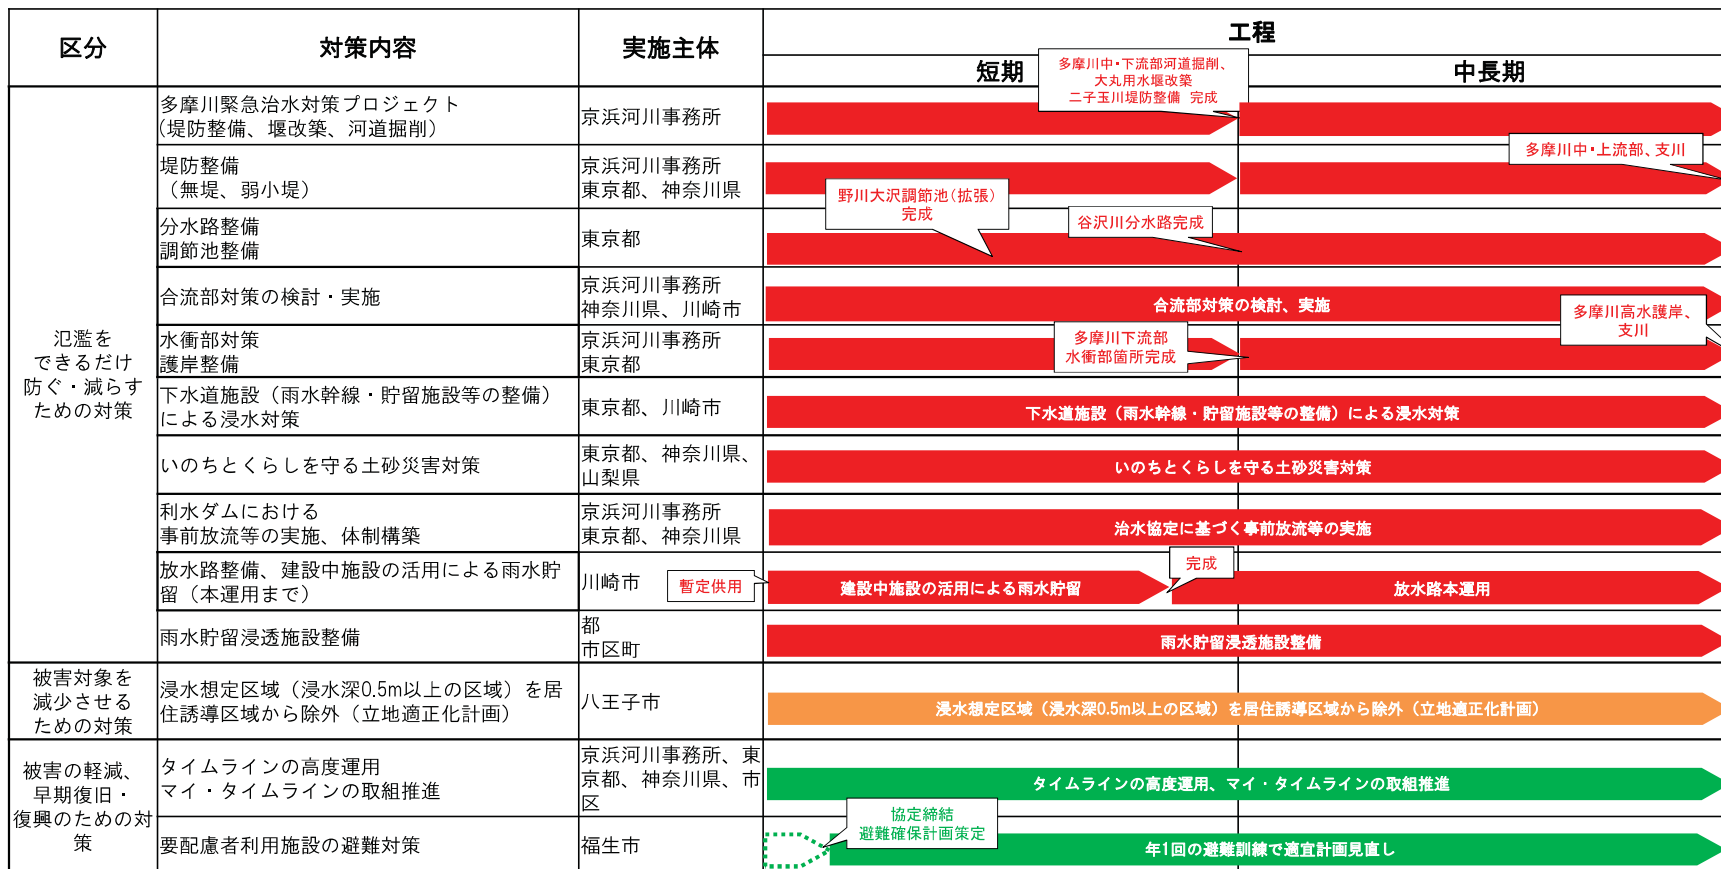 区分
対策内容
実施主体
工程
短期
中長期
多摩川中・下流部河道掘削、
大丸用水堰改築
二子玉川堤防整備 完成
氾濫を
できるだけ
防ぐ・減らす
ための対策
多摩川緊急治水対策プロジェクト
(堤防整備、堰改築、河道掘削)
京浜河川事務所
堤防整備
(無堤、弱小堤)
京浜河川事務所
東京都、神奈川県
多摩川中・上流部、支川
分水路整備
調節池整備
東京都
野川大沢調節池(拡張)
完成
谷沢川分水路完成
合流部対策の検討・実施
京浜河川事務所
神奈川県、川崎市
合流部対策の検討、実施
水衝部対策
護岸整備
京浜河川事務所
東京都
多摩川下流部
水衝部箇所完成
多摩川高水護岸、
支川
下水道施設(雨水幹線・貯留施設等の整備)
による浸水対策
東京都、川崎市
下水道施設(雨水幹線・貯留施設等の整備)による浸水対策
いのちとくらしを守る土砂災害対策
東京都、神奈川県、
山梨県
いのちとくらしを守る土砂災害対策
利水ダムにおける
事前放流等の実施、体制構築
京浜河川事務所
東京都、神奈川県
治水協定に基づく事前放流等の実施
放水路整備、建設中施設の活用による雨水貯
留(本運用まで)
川崎市
暫定供用
建設中施設の活用による雨水貯留
完成
放水路本運用
雨水貯留浸透施設整備
都
市区町
雨水貯留浸透施設整備
被害対象を
減少させる
ための対策
浸水想定区域(浸水深0.5m以上の区域)を居
住誘導区域から除外(立地適正化計画)
八王子市
浸水想定区域(浸水深0.5m以上の区域)を居住誘導区域から除外(立地適正化計画)
被害の軽減、
早期復旧・
復興のための対
策
タイムラインの高度運用
マイ・タイムラインの取組推進
京浜河川事務所、東
京都、神奈川県、市
区
タイムラインの高度運用、マイ・タイムラインの取組推進
要配慮者利用施設の避難対策
福生市
協定締結
避難確保計画策定
年1回の避難訓練で適宜計画見直し